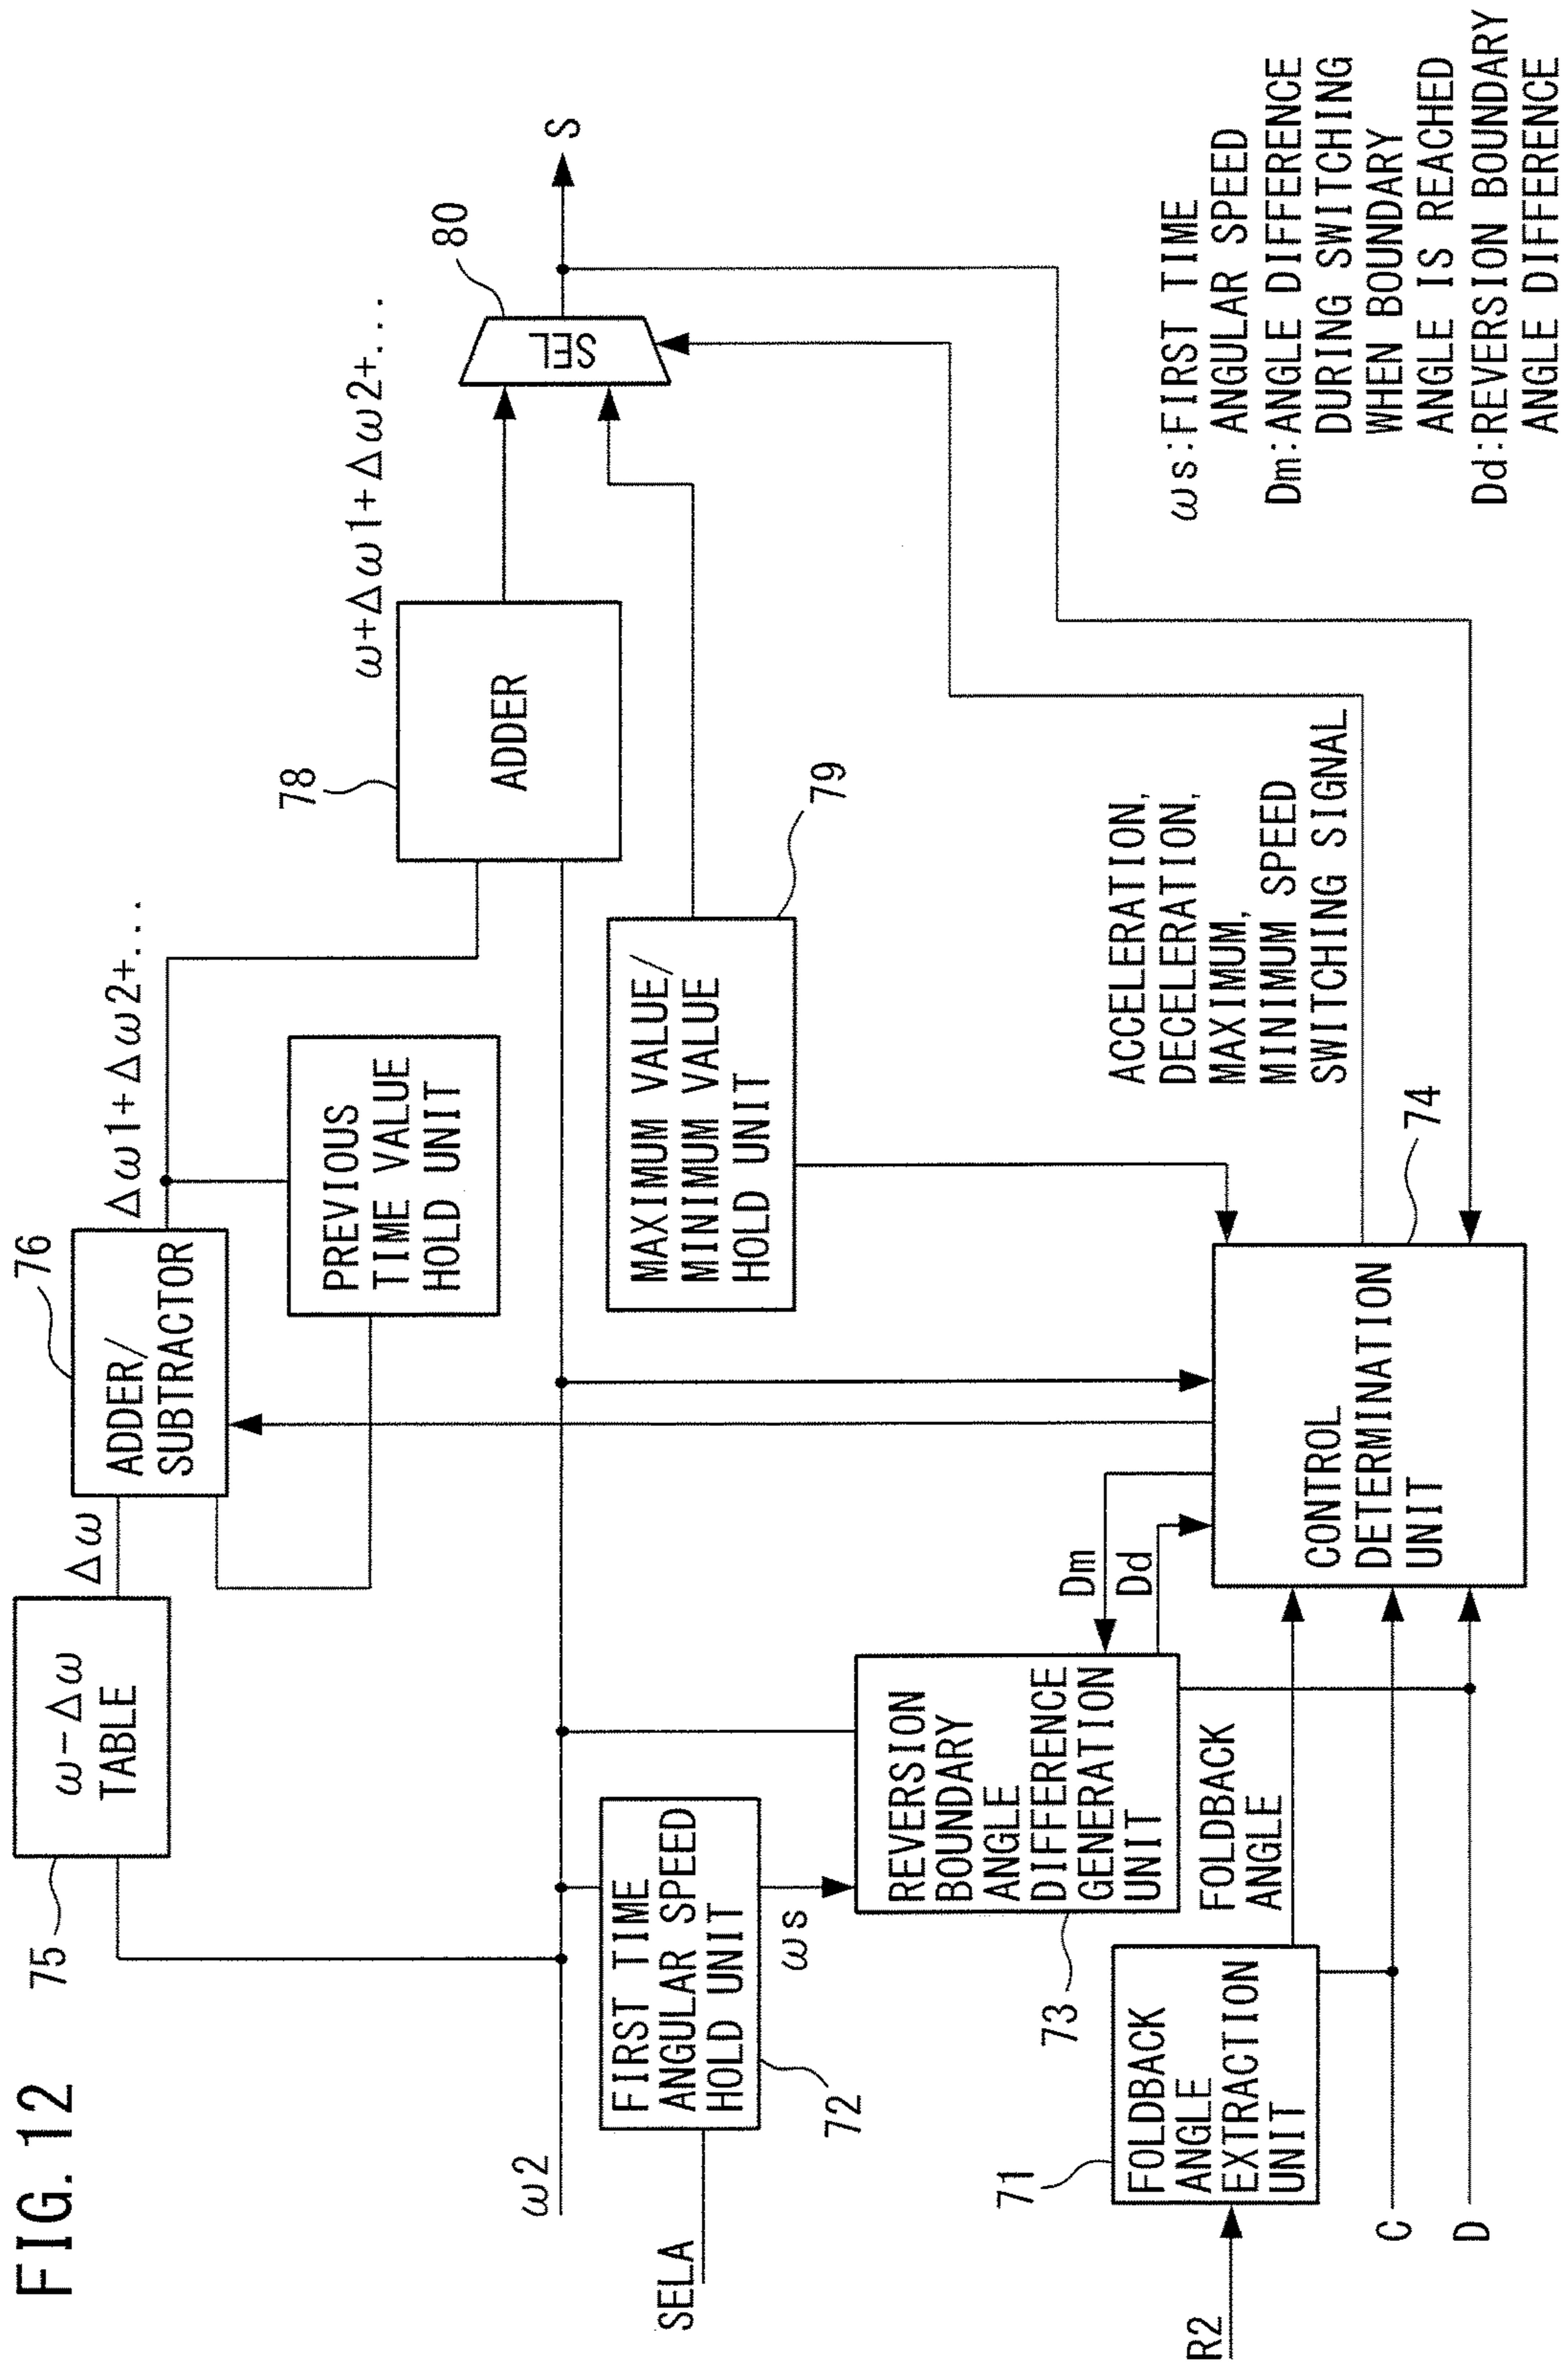 FIG. 12
75
ω-Δω
TABLE
Δω
76
ADDER/
SUBTRACTOR
Δω1+Δω2+...
PREVIOUS
TIME VALUE
HOLD UNIT
78
ADDER
ω+Δω1+Δω2+...
80
SEL
S
ω2
SELA
FIRST TIME
ANGULAR SPEED
HOLD UNIT
72
ωs
MAXIMUM VALUE/
MINIMUM VALUE
HOLD UNIT
79
REVERSION
BOUNDARY
ANGLE
DIFFERENCE
GENERATION
UNIT
73
Dm
Dd
R2
71
FOLDBACK
ANGLE
EXTRACTION
UNIT
FOLDBACK
ANGLE
C
D
CONTROL
DETERMINATION
UNIT
74
ACCELERATION,
DECELERATION,
MAXIMUM,
MINIMUM SPEED
SWITCHING SIGNAL
ωs:FIRST TIME
ANGULAR SPEED
Dm:ANGLE DIFFERENCE
DURING SWITCHING
WHEN BOUNDARY
ANGLE IS REACHED
Dd:REVERSION BOUNDARY
ANGLE DIFFERENCE